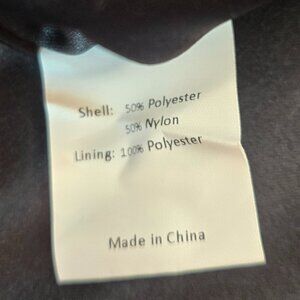 Shell: 50% Polyester
50% Nylon
Lining: 100% Polyester
Made in China